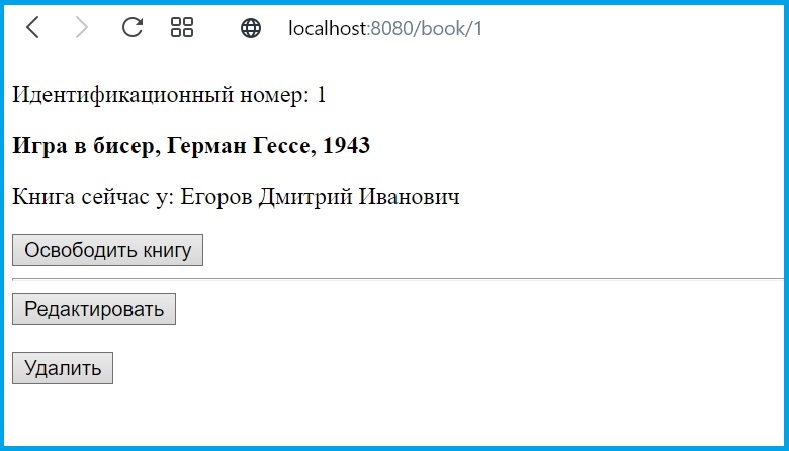 localhost:8080/book/1
Идентификационный номер: 1
Игра в бисер, Герман Гессе, 1943
Книга сейчас у: Егоров Дмитрий Иванович
Освободить книгу
Редактировать
Удалить